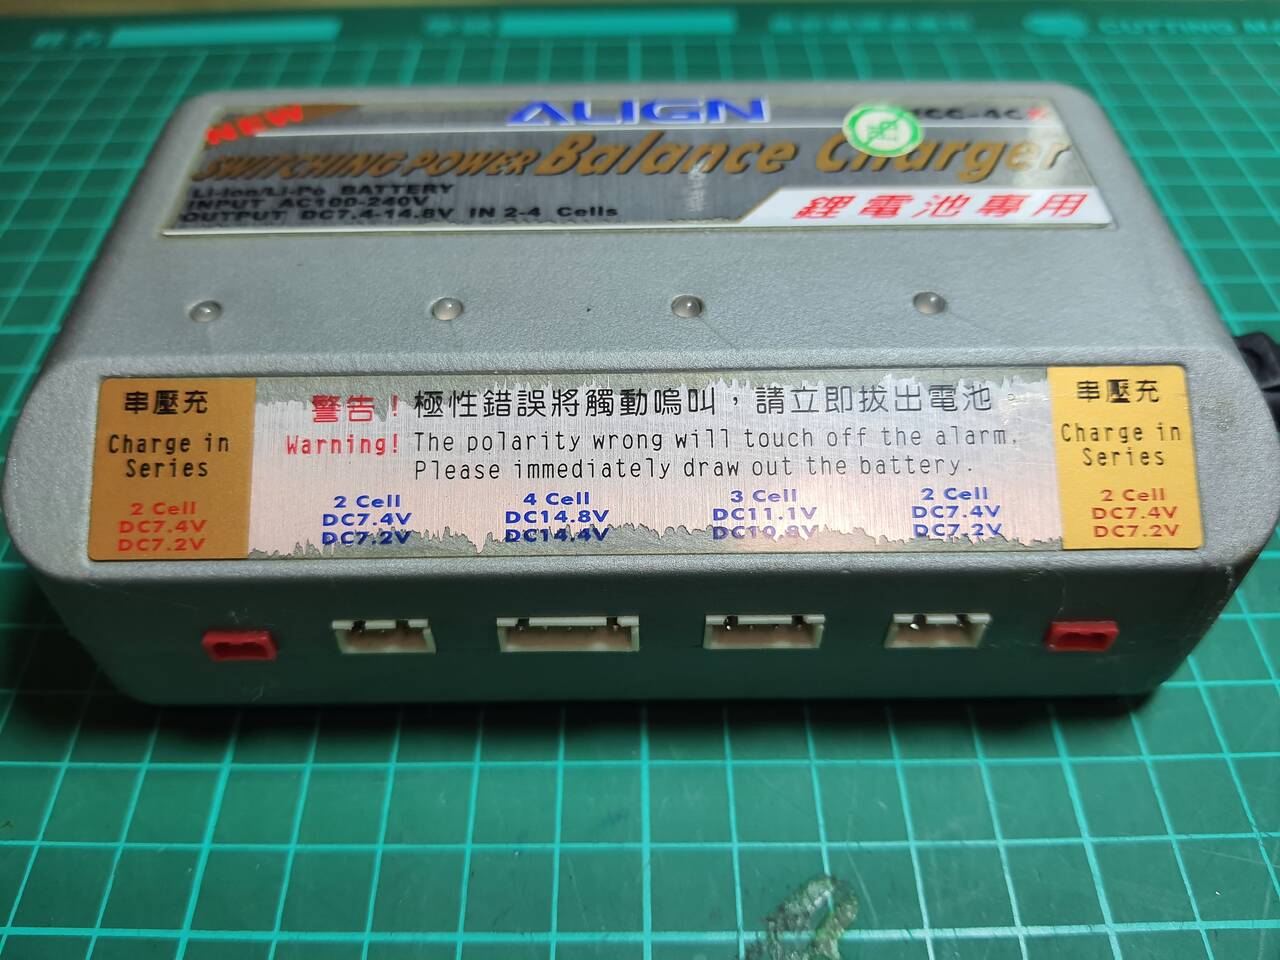 CUTTING
NEW
ALIGN
SWITCHING POWER Balance Charger
Li-Ion/Li-Po BATTERY
INPUT AC100-240V
OUTPUT DC7.4-14.8V IN 2-4 Cells
鋰電池專用
串壓充
Charge in
Series
2 Cell
DC7.4V
DC7.2V
警告！極性錯誤將觸動嗚叫，請立即拔出電池。
Warning! The polarity wrong will touch off the alarm.
Please immediately draw out the battery.
2 Cell
DC7.4V
DC7.2V
4 Cell
DC14.8V
DC14.4V
3 Cell
DC11.1V
DC10.8V
2 Cell
DC7.4V
DC7.2V
串壓充
Charge in
Series
2 Cell
DC7.4V
DC7.2V